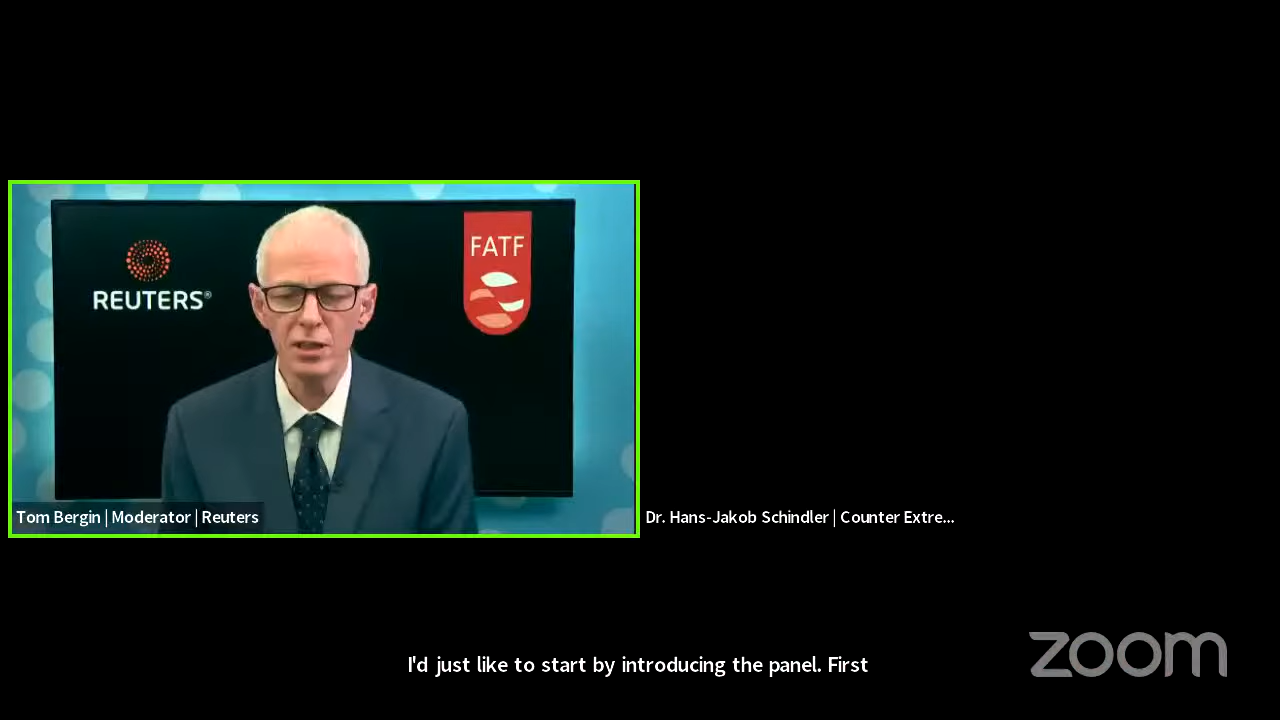 REUTERS®
FATF
Tom Bergin | Moderator | Reuters
Dr. Hans-Jakob Schindler | Counter Extre...
I'd just like to start by introducing the panel. First
zoom